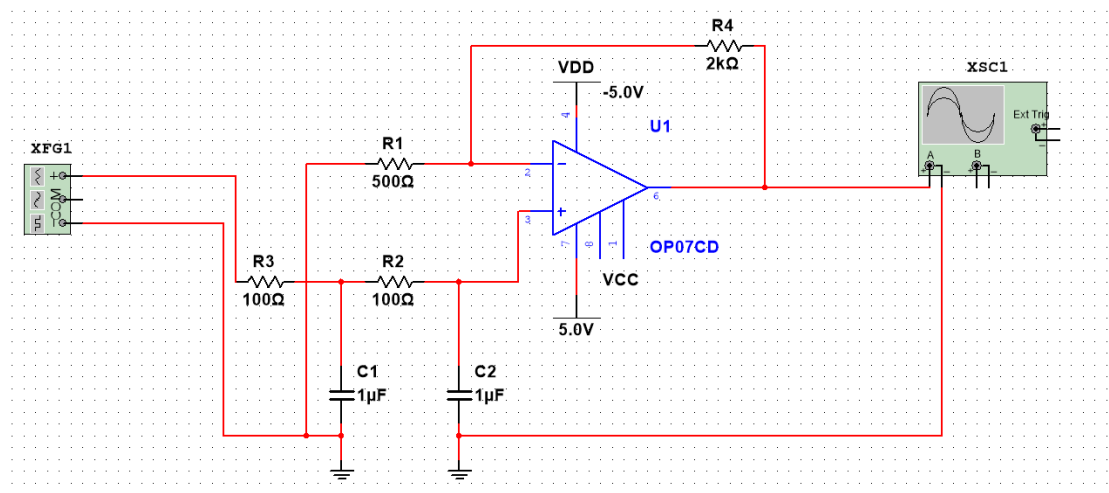 R4
2kΩ
VDD
-5.0V
XSC1
4
U1
Ext Trig
+
−
A
B
+ − + −
XFG1
R1
500Ω
−
2
6
+
COM
−
+
3
7
8
1
OP07CD
R3
100Ω
R2
100Ω
VCC
5.0V
C1
1µF
C2
1µF